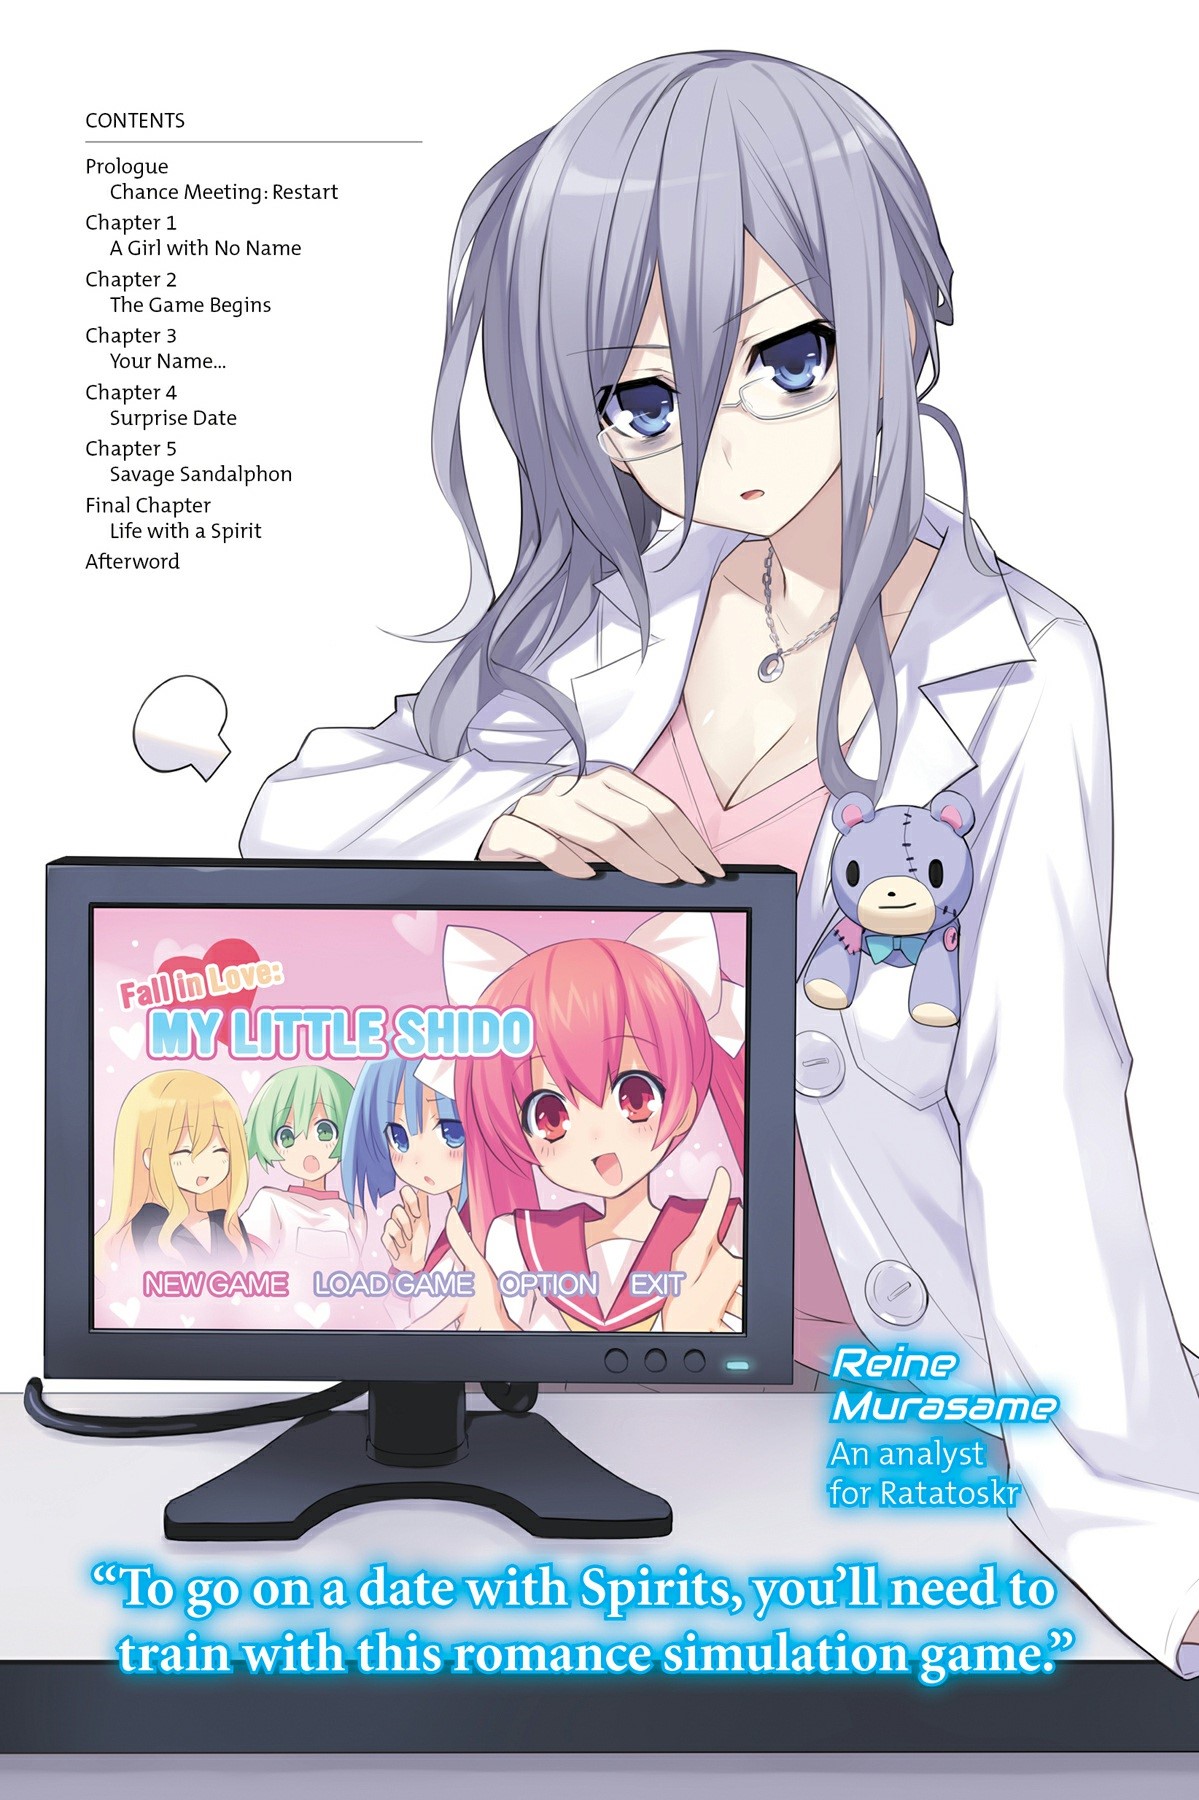 CONTENTS
Prologue
Chance Meeting: Restart
Chapter 1
A Girl with No Name
Chapter 2
The Game Begins
Chapter 3
Your Name...
Chapter 4
Surprise Date
Chapter 5
Savage Sandalphon
Final Chapter
Life with a Spirit
Afterword
Fall in Love:
MY LITTLE SHIDO
NEW GAME LOAD GAME OPTION EXIT
Reine
Murasame
An analyst
for Ratatoskr
“To go on a date with Spirits, you’ll need to
train with this romance simulation game.”